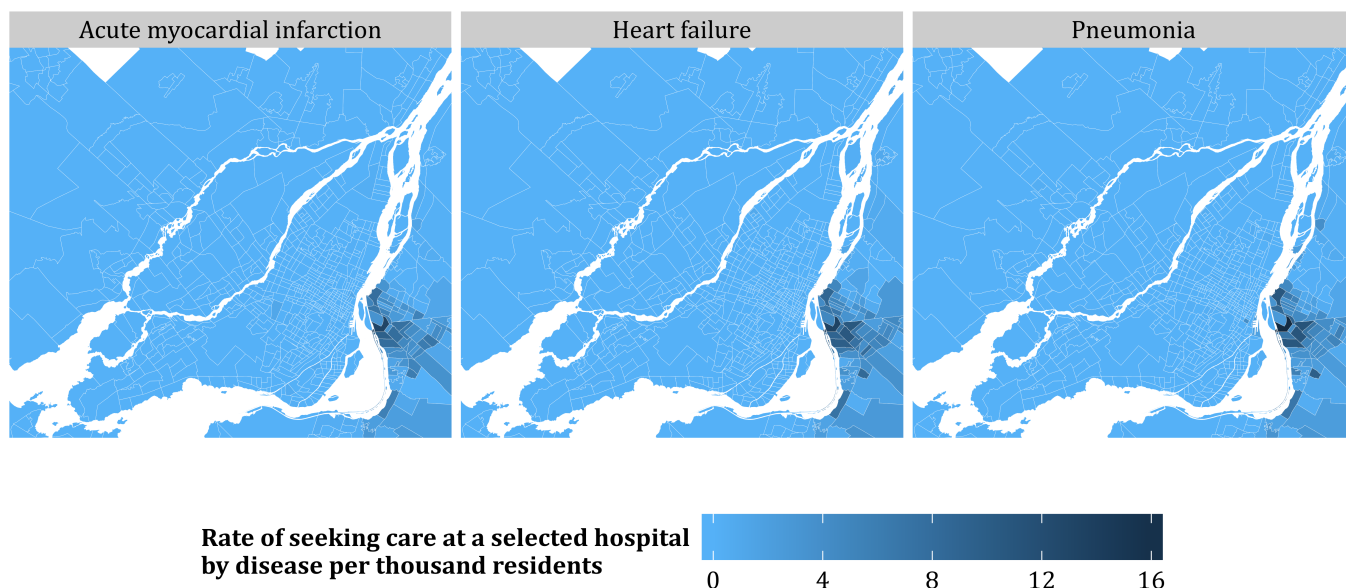 Acute myocardial infarction
Heart failure
Pneumonia
Rate of seeking care at a selected hospital
by disease per thousand residents
0 4 8 12 16